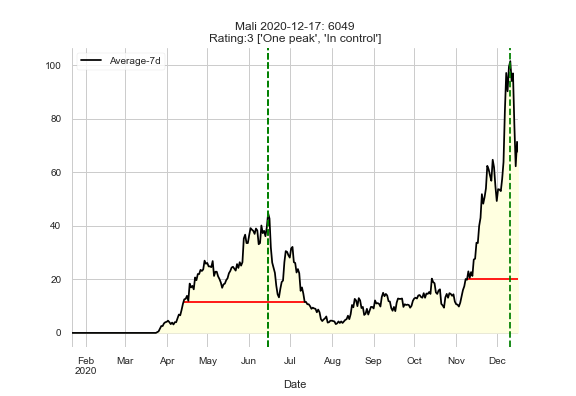 Mali 2020-12-17: 6049
Rating:3 ['One peak', 'In control']
Average-7d
100
80
60
40
20
0
Feb Mar Apr May Jun Jul Aug Sep Oct Nov Dec
2020
Date